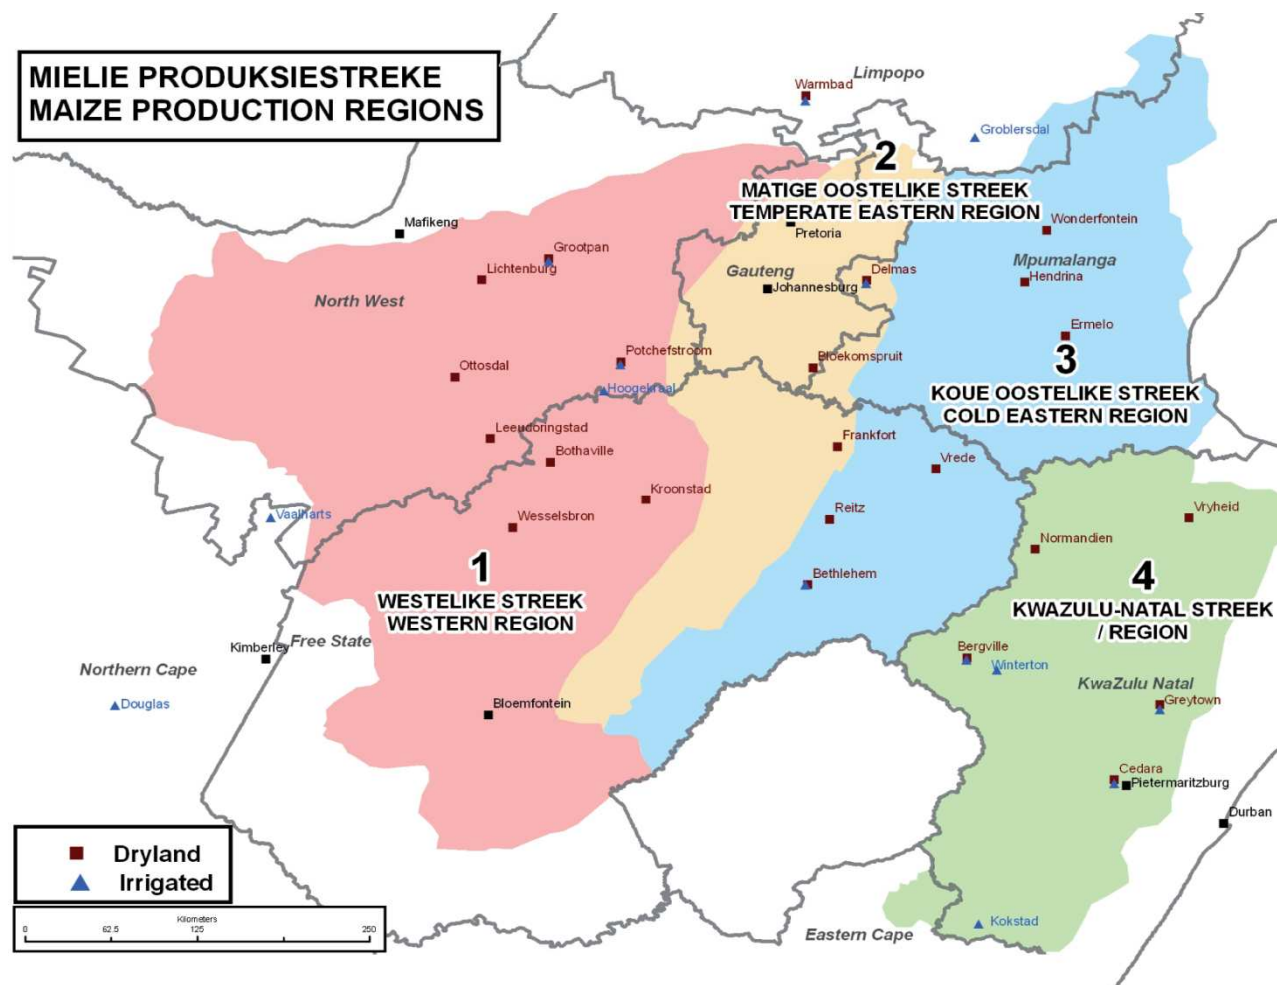 MIELIE PRODUKSIESTREKE
MAIZE PRODUCTION REGIONS
Limpopo
Warmbad
Groblersdal
2
MATIGE OOSTELIKE STREEK
TEMPERATE EASTERN REGION
Wonderfontein
Mafikeng
Pretoria
Grootpan
Mpumalanga
Lichtenburg
Gauteng
Delmas
Hendrina
Johannesburg
North West
Ermelo
Potchefstroom
Bloekomspruit
3
Ottosdal
Hoogekraal
KOUE OOSTELIKE STREEK
COLD EASTERN REGION
Leeudoringstad
Frankfort
Bothaville
Vrede
Kroonstad
Vaalharts
Wesselsbron
Reitz
Vryheid
Normandien
1
Bethlehem
4
WESTELIKE STREEK
WESTERN REGION
KWAZULU-NATAL STREEK
/ REGION
Free State
Kimberley
Bergville
Winterton
Northern Cape
KwaZulu Natal
Douglas
Greytown
Bloemfontein
Cedara
Pietermaritzburg
Durban
Dryland
Irrigated
Kilometers
0 62.5 125 250
Kokstad
Eastern Cape